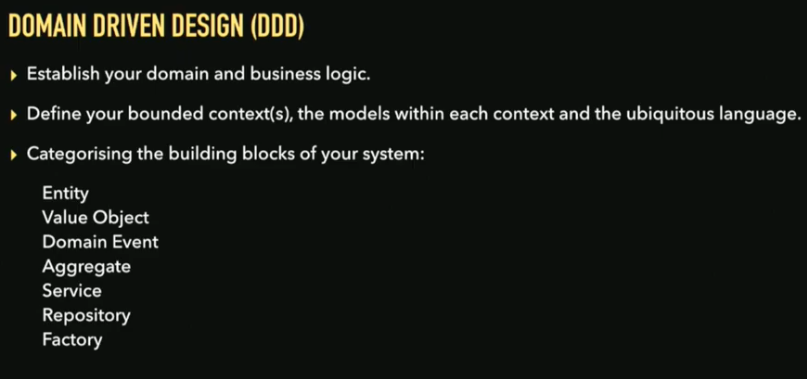 DOMAIN DRIVEN DESIGN (DDD)
Establish your domain and business logic.
Define your bounded context(s), the models within each context and the ubiquitous language.
Categorising the building blocks of your system:
Entity
Value Object
Domain Event
Aggregate
Service
Repository
Factory